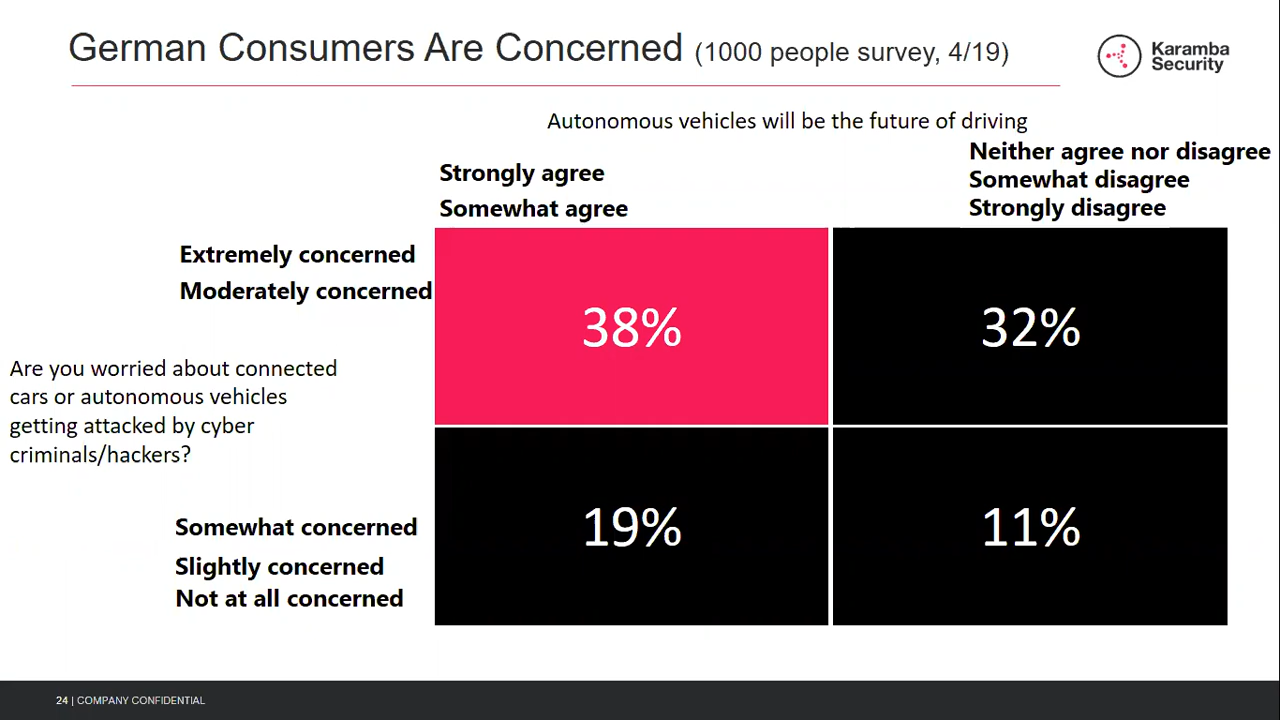 German Consumers Are Concerned (1000 people survey, 4/19)
Karamba
Security
Autonomous vehicles will be the future of driving
Strongly agree
Somewhat agree
Neither agree nor disagree
Somewhat disagree
Strongly disagree
Extremely concerned
Moderately concerned
38%
32%
Are you worried about connected
cars or autonomous vehicles
getting attacked by cyber
criminals/hackers?
Somewhat concerned
Slightly concerned
Not at all concerned
19%
11%
24 | COMPANY CONFIDENTIAL